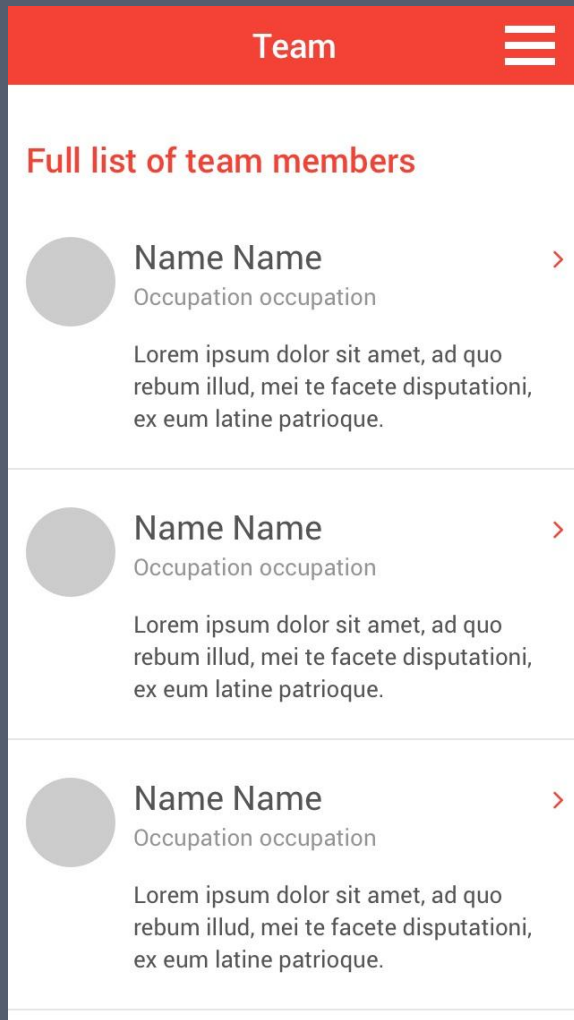 Team
Full list of team members
Name Name
Occupation occupation
Lorem ipsum dolor sit amet, ad quo
rebum illud, mei te facete disputationi,
ex eum latine patrioque.
Name Name
Occupation occupation
Lorem ipsum dolor sit amet, ad quo
rebum illud, mei te facete disputationi,
ex eum latine patrioque.
Name Name
Occupation occupation
Lorem ipsum dolor sit amet, ad quo
rebum illud, mei te facete disputationi,
ex eum latine patrioque.